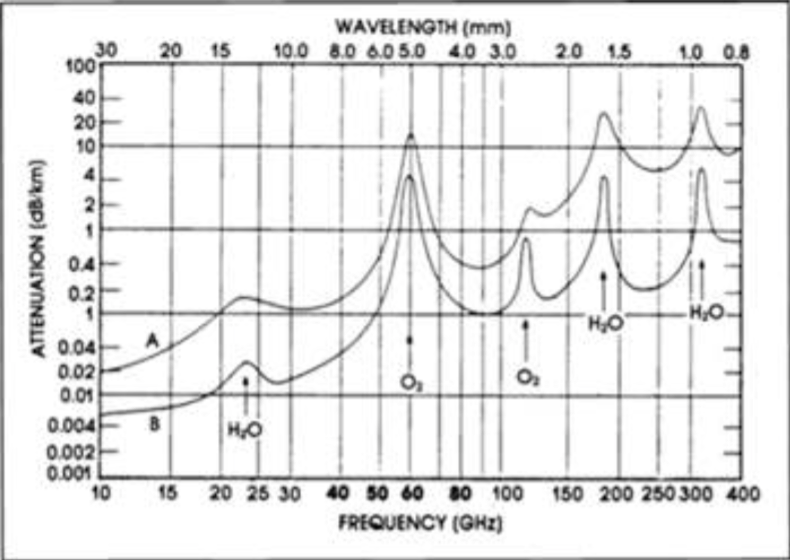 WAVELENGTH (mm)
30 20 15 10.0 8.0 6.0 5.0 4.0 3.0 2.0 1.5 1.0 0.8
ATTENUATION (dB/km)
100
40
20
10
4
2
1
0.4
0.2
1
0.04
0.02
0.01
0.004
0.002
0.001
A
B
H₂O
O₂
O₂
H₂O
H₂O
10 15 20 25 30 40 50 60 80 100 150 200 250 300 400
FREQUENCY (GHz)